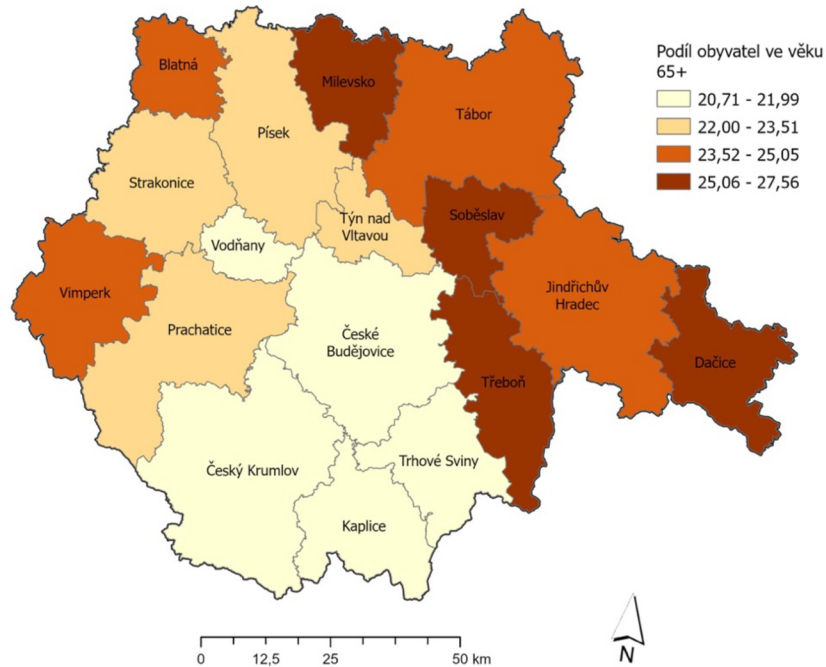 Podíl obyvatel ve věku
65+
20,71 - 21,99
22,00 - 23,51
23,52 - 25,05
25,06 - 27,56
Blatná
Milevsko
Písek
Tábor
Strakonice
Týn nad
Vltavou
Soběslav
Vodňany
Vimperk
Jindřichův
Hradec
Prachatice
České
Budějovice
Dačice
Třeboň
Český Krumlov
Trhové Sviny
Kaplice
0 12,5 25 50 km
N